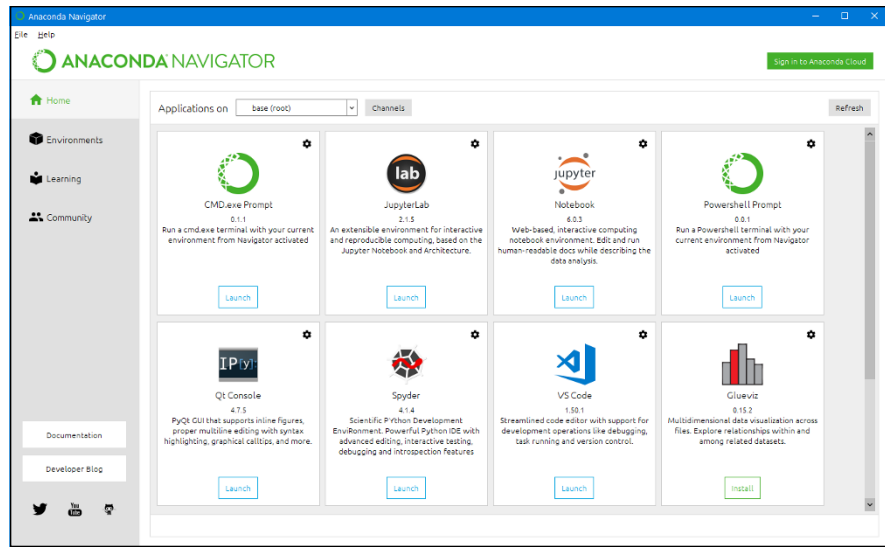 Anaconda Navigator
File Help
ANACONDA NAVIGATOR
Sign in to Anaconda Cloud
Home
Environments
Learning
Community
Documentation
Developer Blog
You
Tube
Applications on base (root) Channels Refresh
CMD.exe Prompt
0.1.1
Run a cmd.exe terminal with your current
environment from Navigator activated
Launch
lab
JupyterLab
2.1.5
An extensible environment for interactive
and reproducible computing, based on the
Jupyter Notebook and Architecture.
Launch
jupyter
Notebook
6.0.3
Web-based, interactive computing
notebook environment. Edit and run
human-readable docs while describing the
data analysis.
Launch
Powershell Prompt
0.0.1
Run a Powershell terminal with your
current environment from Navigator
activated
Launch
IP[y]:
Qt Console
4.7.5
PyQt GUI that supports inline figures,
proper multiline editing with syntax
highlighting, graphical calltips, and more.
Launch
Spyder
4.1.4
Scientific PYthon Development
EnviRonment. Powerful Python IDE with
advanced editing, interactive testing,
debugging and introspection features
Launch
VS Code
1.50.1
Streamlined code editor with support for
development operations like debugging,
task running and version control.
Launch
Glueviz
0.15.2
Multidimensional data visualization across
files. Explore relationships within and
among related datasets.
Install